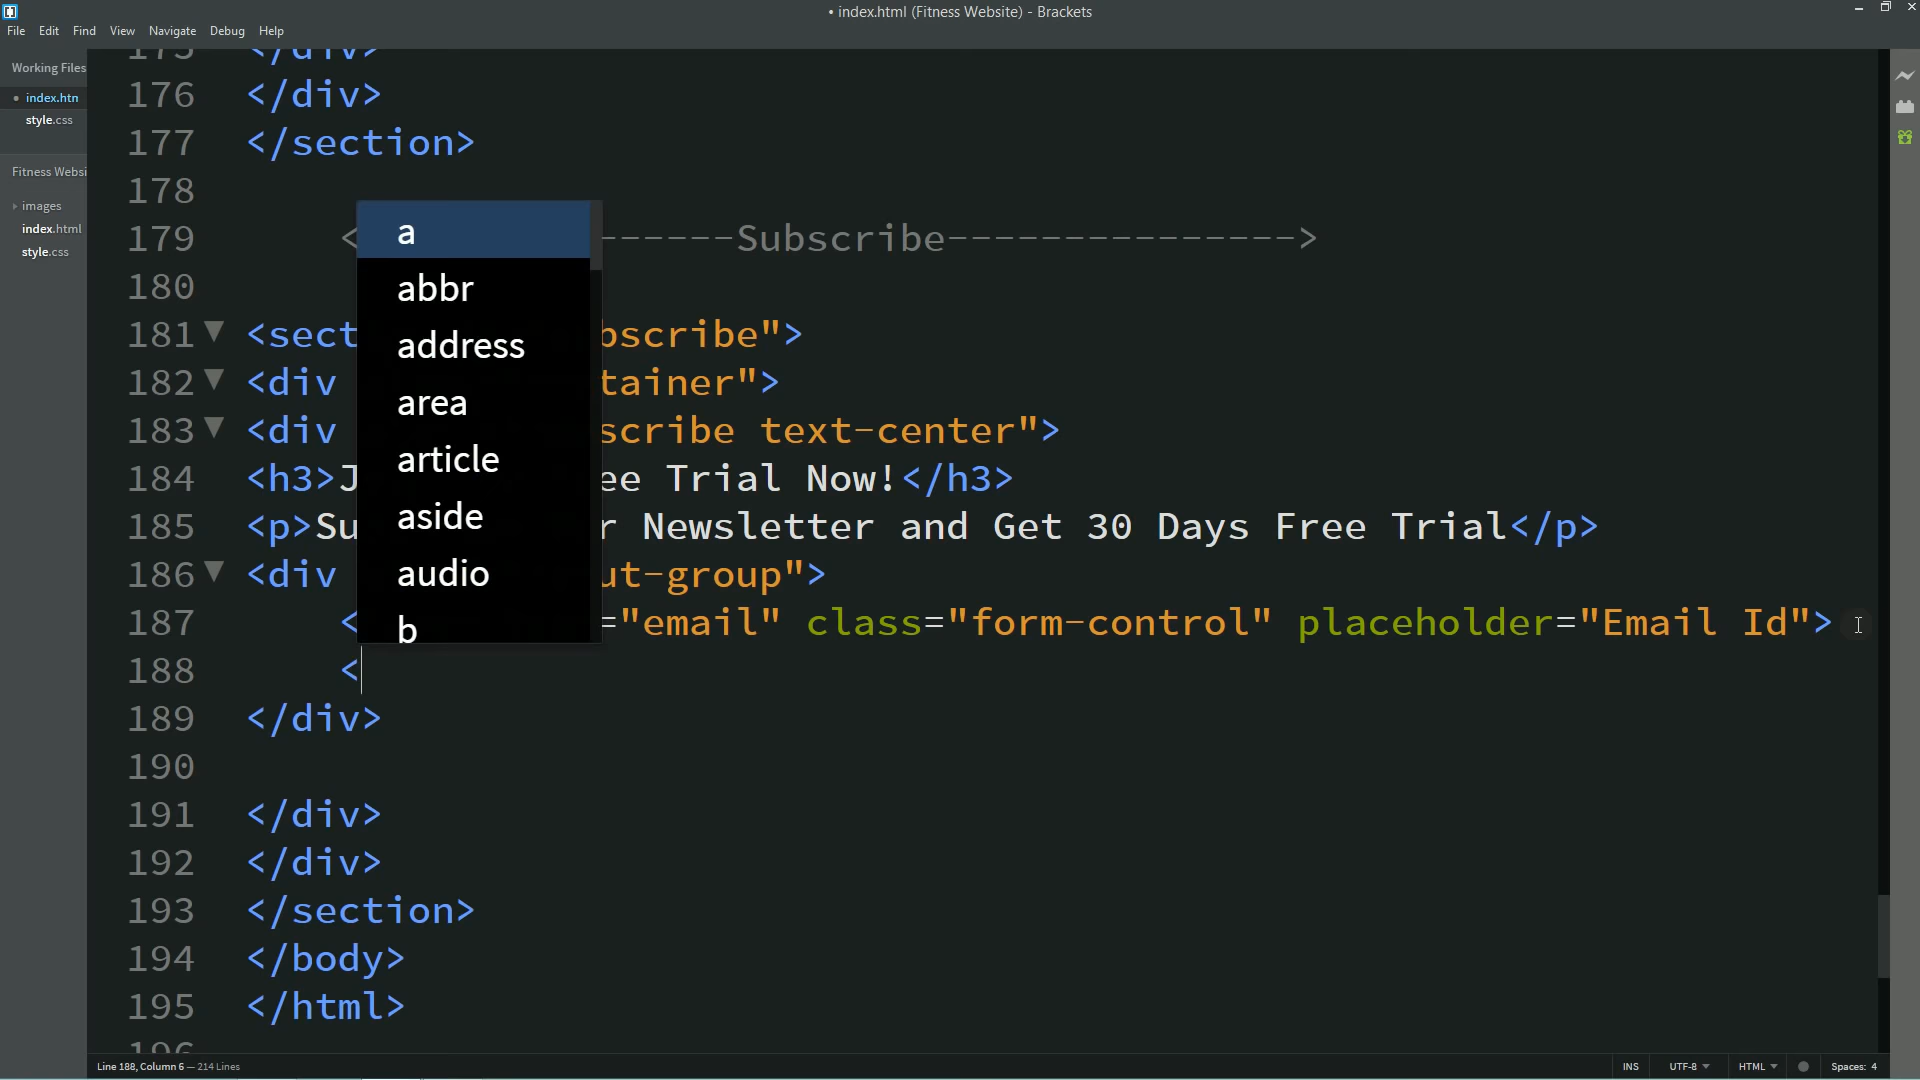 • index.html (Fitness Website) - Brackets
File Edit Find View Navigate Debug Help
Working Files
• index.htm
style.css
Fitness Websi
images
index.html
style.css
176 </div>
177 </section>
178
179 < ------Subscribe--------------->
180
181 <sect bscribe">
182 <div tainer">
183 <div scribe text-center">
184 <h3>J ee Trial Now!</h3>
185 <p>Su r Newsletter and Get 30 Days Free Trial</p>
186 <div ut-group">
187 < ="email" class="form-control" placeholder="Email Id">
188 <
189 </div>
190
191 </div>
192 </div>
193 </section>
194 </body>
195 </html>
a
abbr
address
area
article
aside
audio
b
Line 188, Column 6 — 214 Lines
INS UTF-8 HTML Spaces: 4